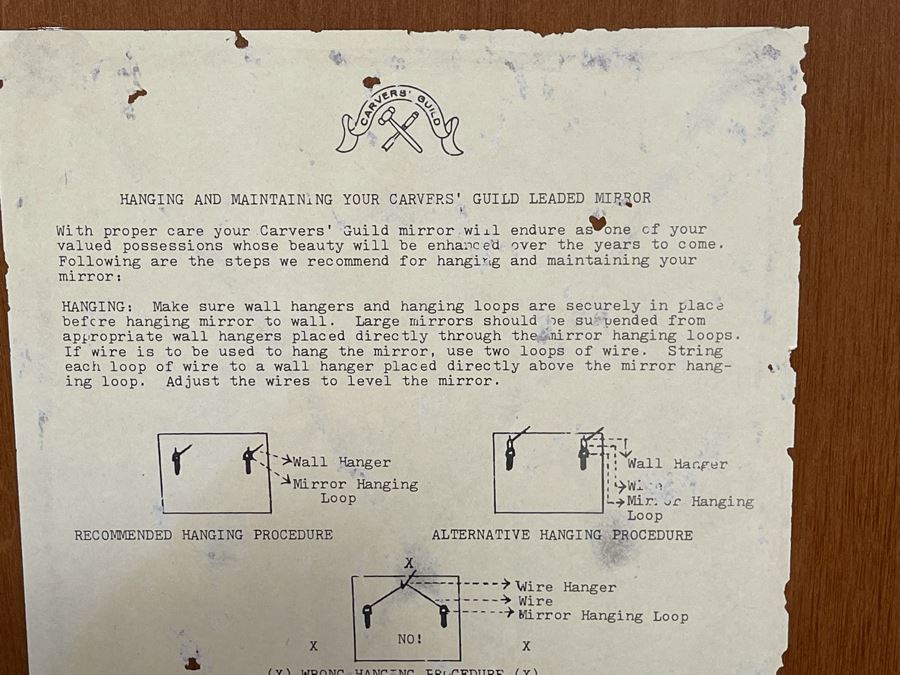 CARVERS' GUILD
HANGING AND MAINTAINING YOUR CARVERS' GUILD LEADED MIRROR
With proper care your Carvers' Guild mirror will endure as one of your
valued possessions whose beauty will be enhanced over the years to come.
Following are the steps we recommend for hanging and maintaining your
mirror:
HANGING: Make sure wall hangers and hanging loops are securely in place
before hanging mirror to wall. Large mirrors should be suspended from
appropriate wall hangers placed directly through the mirror hanging loops.
If wire is to be used to hang the mirror, use two loops of wire. String
each loop of wire to a wall hanger placed directly above the mirror hang-
ing loop. Adjust the wires to level the mirror.
Wall Hanger
Mirror Hanging
Loop
RECOMMENDED HANGING PROCEDURE
Wall Hanger
Wire
Mirror Hanging
Loop
ALTERNATIVE HANGING PROCEDURE
X
Wire Hanger
Wire
Mirror Hanging Loop
NO!
X X
(X) WRONG HANGING PROCEDURE (X)